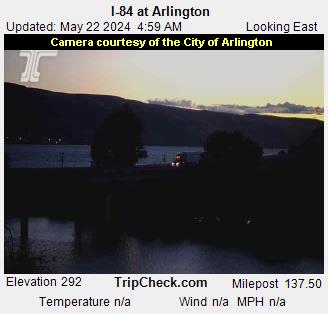 I-84 at Arlington
Updated: May 22 2024 4:59 AM Looking East
Camera courtesy of the City of Arlington
Elevation 292 TripCheck.com Milepost 137.50
Temperature n/a Wind n/a MPH n/a